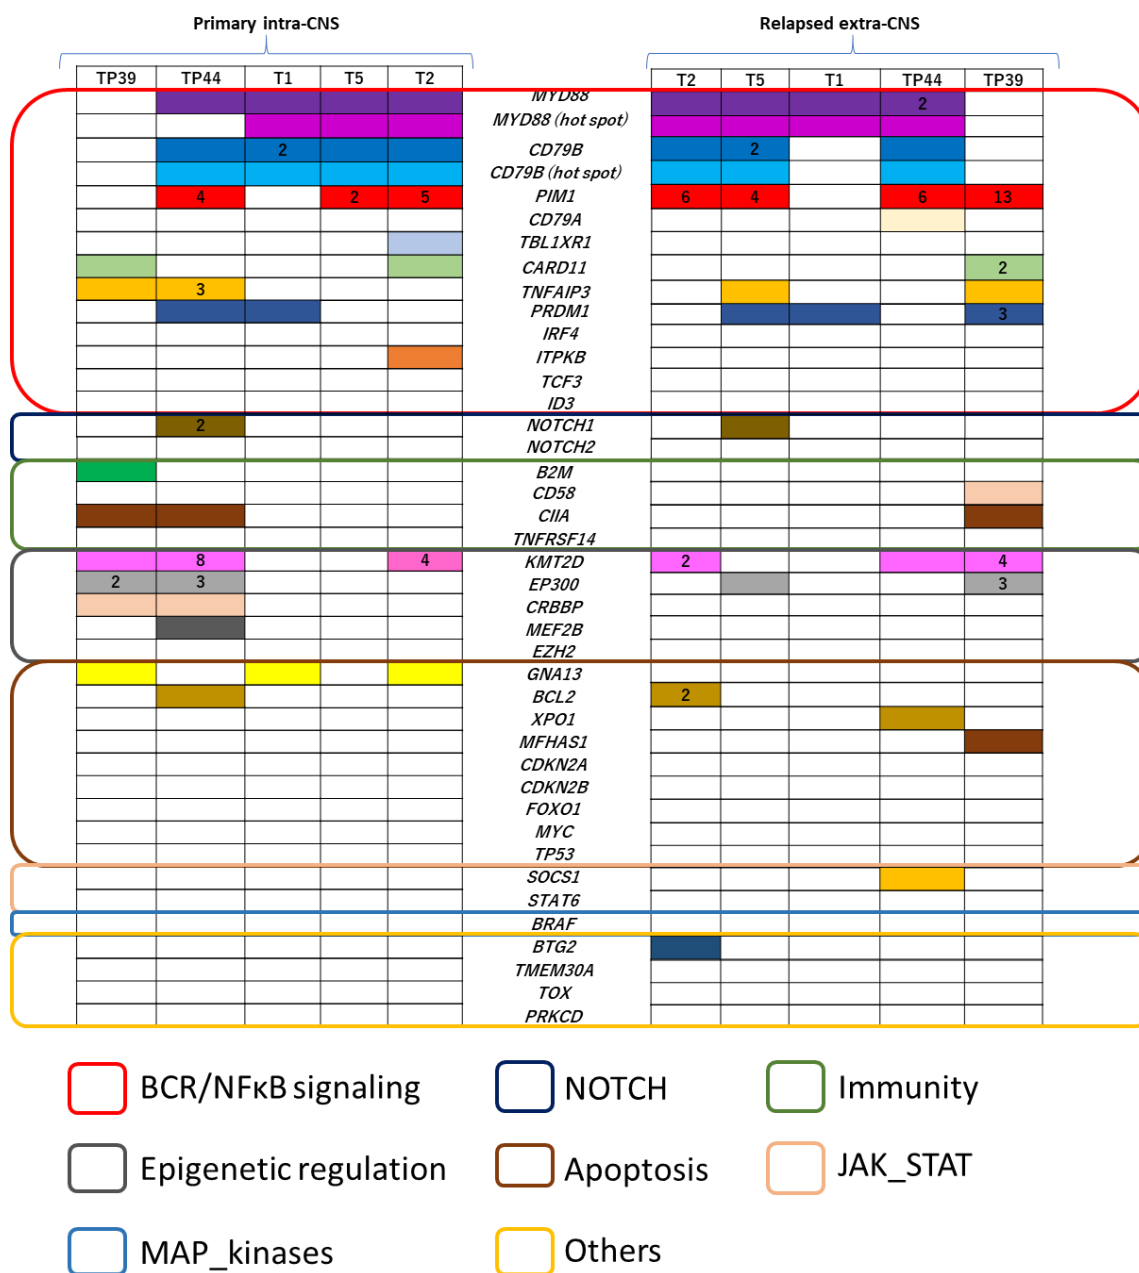 Primary intra-CNS Relapsed extra-CNS
TP39 TP44 T1 T5 T2 T2 T5 T1 TP44 TP39
MYD88 2
MYD88 (hot spot)
2 CD79B 2
CD79B (hot spot)
4 2 5 PIM1 6 4 6 13
CD79A
TBL1XR1
CARD11 2
3 TNFAIP3
PRDM1 3
IRF4
ITPKB
TCF3
ID3
2 NOTCH1
NOTCH2
B2M
CD58
CIIA
TNFRSF14
8 4 KMT2D 2 4
2 3 EP300 3
CRBBP
MEF2B
EZH2
GNA13
BCL2 2
XPO1
MFHAS1
CDKN2A
CDKN2B
FOXO1
MYC
TP53
SOCS1
STAT6
BRAF
BTG2
TMEM30A
TOX
PRKCD
BCR/NFκB signaling NOTCH Immunity
Epigenetic regulation Apoptosis JAK_STAT
MAP_kinases Others